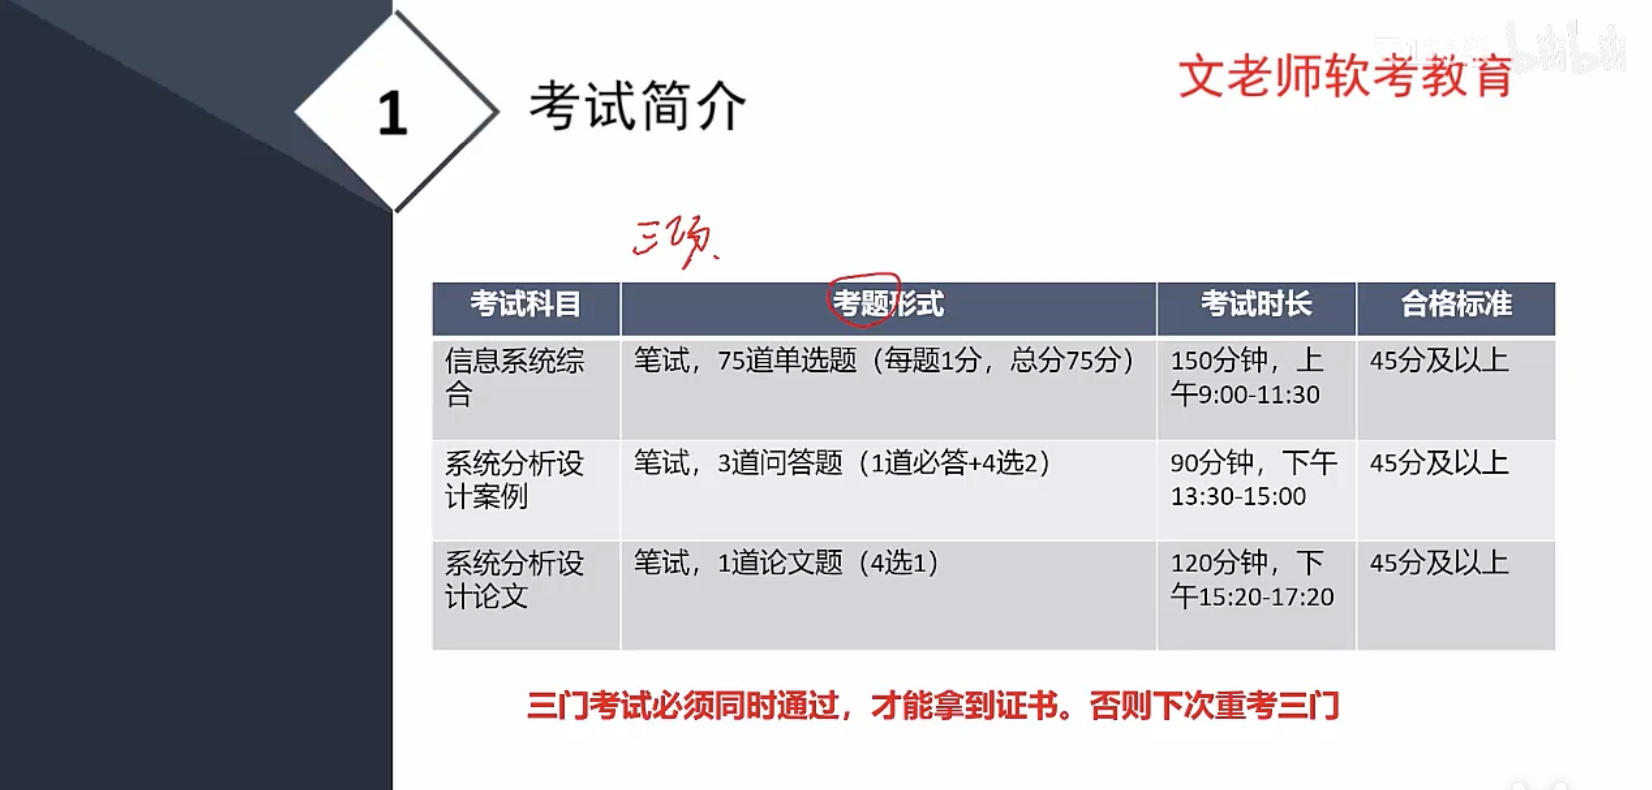 1
考试简介
文老师软考教育
bilibili
三项.
考试科目
考题形式
考试时长
合格标准
信息系统综
合
笔试，75道单选题（每题1分，总分75分）
150分钟，上
午9:00-11:30
45分及以上
系统分析设
计案例
笔试，3道问答题（1道必答+4选2）
90分钟，下午
13:30-15:00
45分及以上
系统分析设
计论文
笔试，1道论文题（4选1）
120分钟，下
午15:20-17:20
45分及以上
三门考试必须同时通过，才能拿到证书。否则下次重考三门